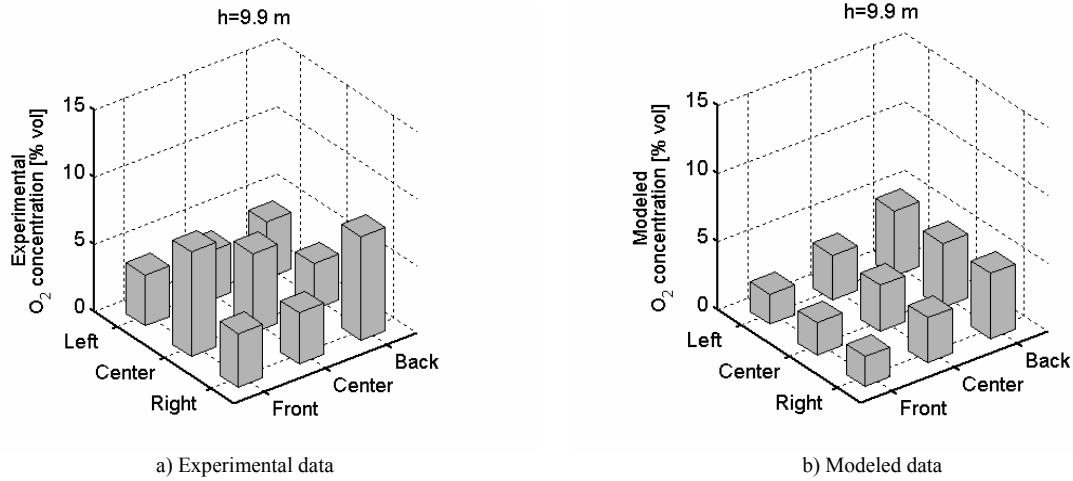 h=9.9 m
Experimental
O₂ concentration [% vol]
15
10
5
0
Left
Center
Right
Front
Center
Back
a) Experimental data
h=9.9 m
Modeled
O₂ concentration [% vol]
15
10
5
0
Left
Center
Right
Front
Center
Back
b) Modeled data